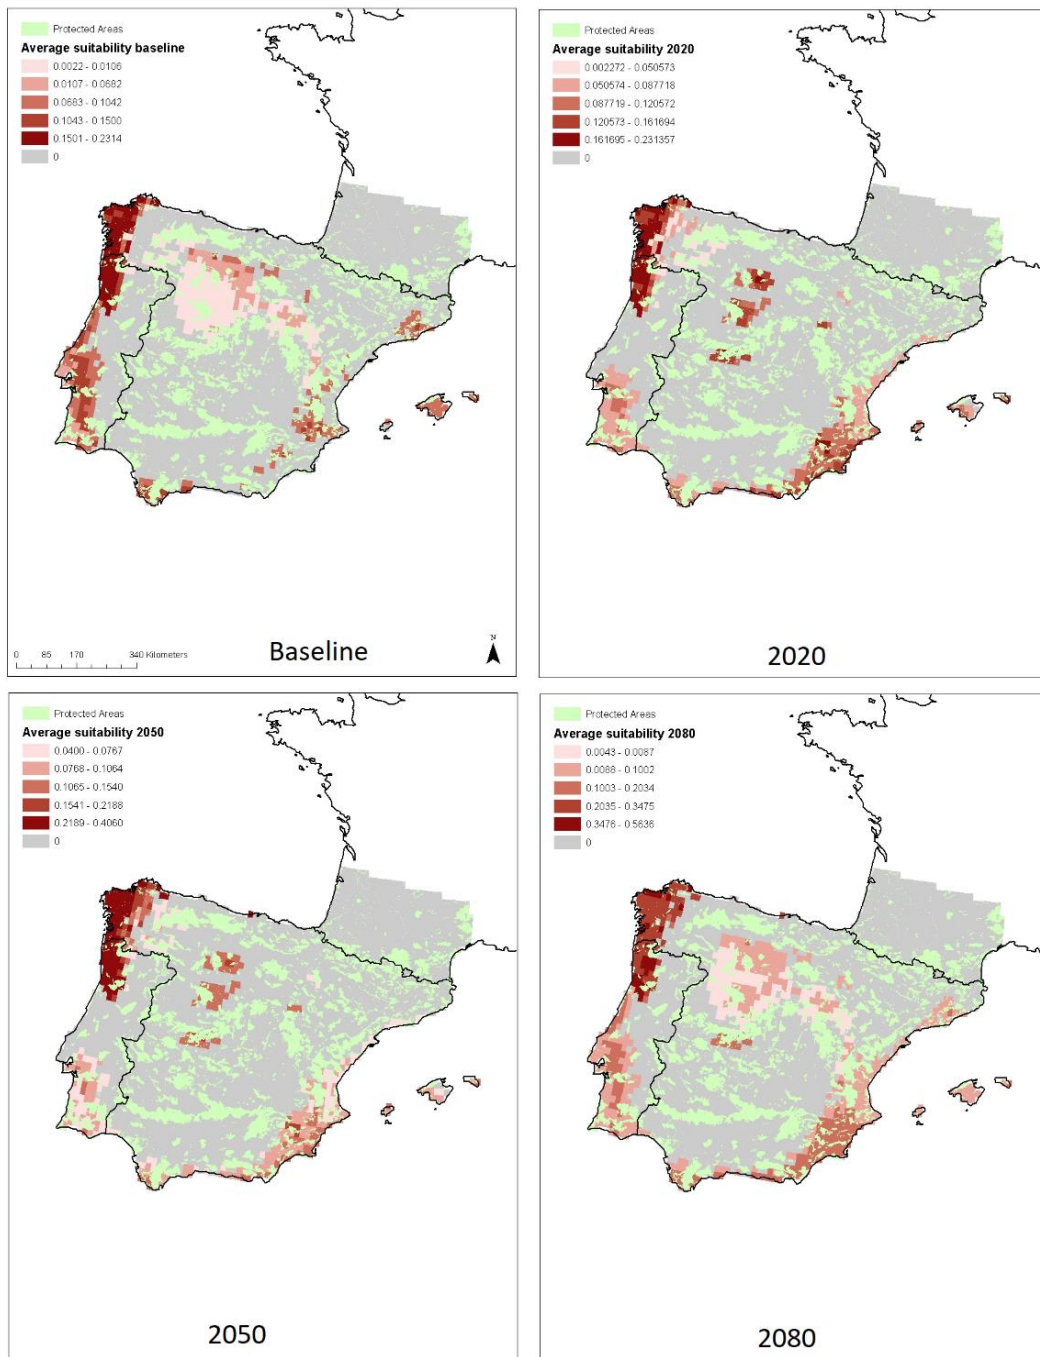 Protected Areas
Average suitability baseline
0.0022 - 0.0106
0.0107 - 0.0682
0.0683 - 0.1042
0.1043 - 0.1500
0.1501 - 0.2314
0
0 85 170 340 Kilometers
Baseline
N
Protected Areas
Average suitability 2020
0.002272 - 0.050573
0.050574 - 0.087718
0.087719 - 0.120572
0.120573 - 0.161694
0.161695 - 0.231357
0
2020
Protected Areas
Average suitability 2050
0.0400 - 0.0767
0.0768 - 0.1064
0.1065 - 0.1540
0.1541 - 0.2188
0.2189 - 0.4060
0
2050
Protected Areas
Average suitability 2080
0.0043 - 0.0087
0.0088 - 0.1002
0.1003 - 0.2034
0.2035 - 0.3475
0.3476 - 0.5636
0
2080